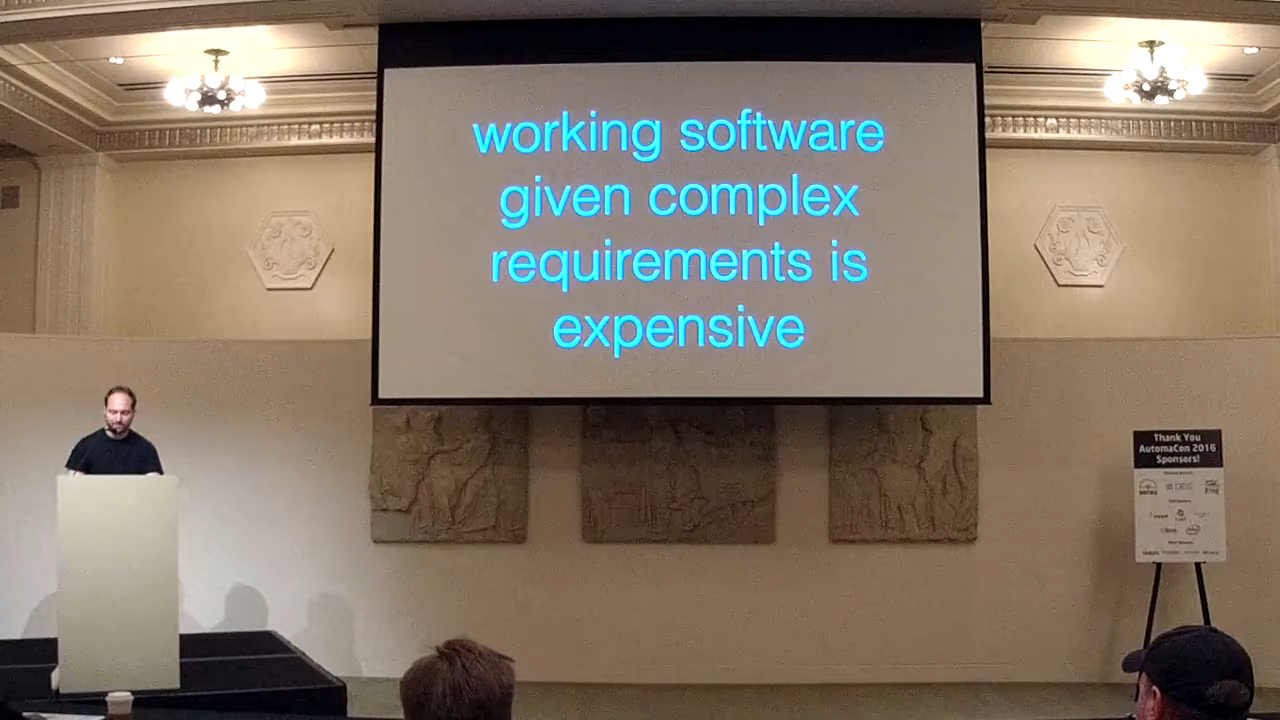 working software
given complex
requirements is
expensive
Thank You
AutomaCon 2016
Sponsors!